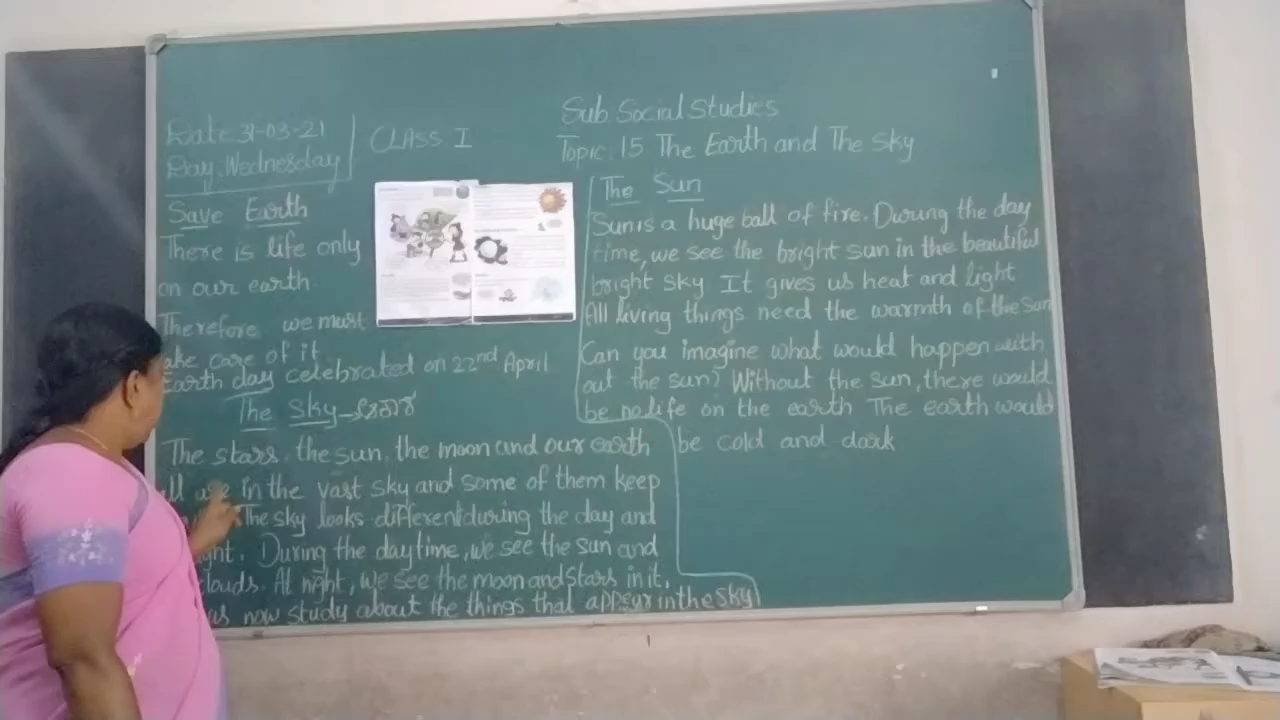 Date 31-03-21
Day. Wednesday
CLASS I
Sub Social Studies
Topic: 15 The Earth and The Sky
Save Earth
There is life only
on our earth.
Therefore we must
ake care of it
Earth day celebrated on 22nd April
The Sky-
The stars, the sun, the moon and our earth
ll are in the vast sky and some of them keep
The sky looks different during the day and
ght. During the daytime, we see the sun and
louds. At night, we see the moon and stars in it.
us now study about the things that appear in the sky
The Sun
Sun is a huge ball of fire. During the day
time, we see the bright sun in the beautiful
bright sky It gives us heat and light
All living things need the warmth of the sun
Can you imagine what would happen with
out the sun? Without the sun, there would
be no life on the earth The earth would
be cold and dark